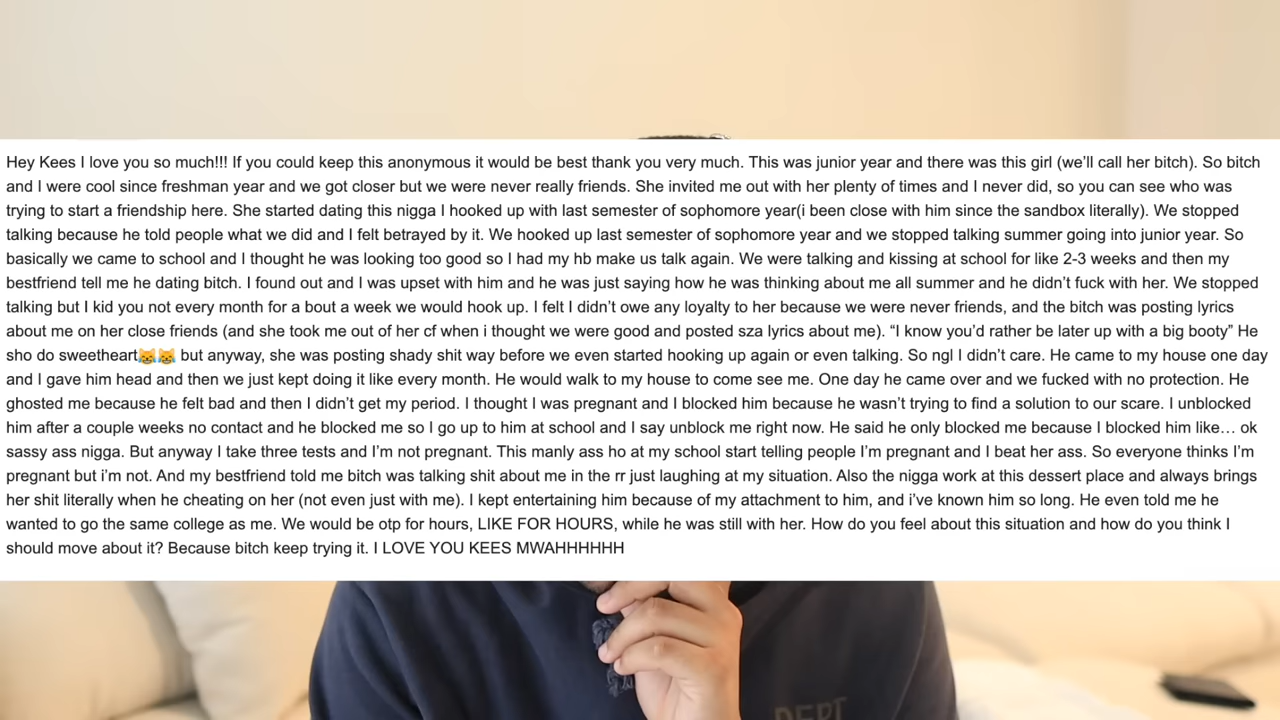 Hey Kees I love you so much!!! If you could keep this anonymous it would be best thank you very much. This was junior year and there was this girl (we'll call her bitch). So bitch
and I were cool since freshman year and we got closer but we were never really friends. She invited me out with her plenty of times and I never did, so you can see who was
trying to start a friendship here. She started dating this nigga I hooked up with last semester of sophomore year(i been close with him since the sandbox literally). We stopped
talking because he told people what we did and I felt betrayed by it. We hooked up last semester of sophomore year and we stopped talking summer going into junior year. So
basically we came to school and I thought he was looking too good so I had my hb make us talk again. We were talking and kissing at school for like 2-3 weeks and then my
bestfriend tell me he dating bitch. I found out and I was upset with him and he was just saying how he was thinking about me all summer and he didn't fuck with her. We stopped
talking but I kid you not every month for a bout a week we would hook up. I felt I didn't owe any loyalty to her because we were never friends, and the bitch was posting lyrics
about me on her close friends (and she took me out of her cf when i thought we were good and posted sza lyrics about me). “I know you'd rather be later up with a big booty” He
sho do sweetheart😹😹 but anyway, she was posting shady shit way before we even started hooking up again or even talking. So ngl I didn't care. He came to my house one day
and I gave him head and then we just kept doing it like every month. He would walk to my house to come see me. One day he came over and we fucked with no protection. He
ghosted me because he felt bad and then I didn't get my period. I thought I was pregnant and I blocked him because he wasn't trying to find a solution to our scare. I unblocked
him after a couple weeks no contact and he blocked me so I go up to him at school and I say unblock me right now. He said he only blocked me because I blocked him like… ok
sassy ass nigga. But anyway I take three tests and I'm not pregnant. This manly ass ho at my school start telling people I'm pregnant and I beat her ass. So everyone thinks I'm
pregnant but i'm not. And my bestfriend told me bitch was talking shit about me in the rr just laughing at my situation. Also the nigga work at this dessert place and always brings
her shit literally when he cheating on her (not even just with me). I kept entertaining him because of my attachment to him, and i've known him so long. He even told me he
wanted to go the same college as me. We would be otp for hours, LIKE FOR HOURS, while he was still with her. How do you feel about this situation and how do you think I
should move about it? Because bitch keep trying it. I LOVE YOU KEES MWAHHHHHH
DEPT